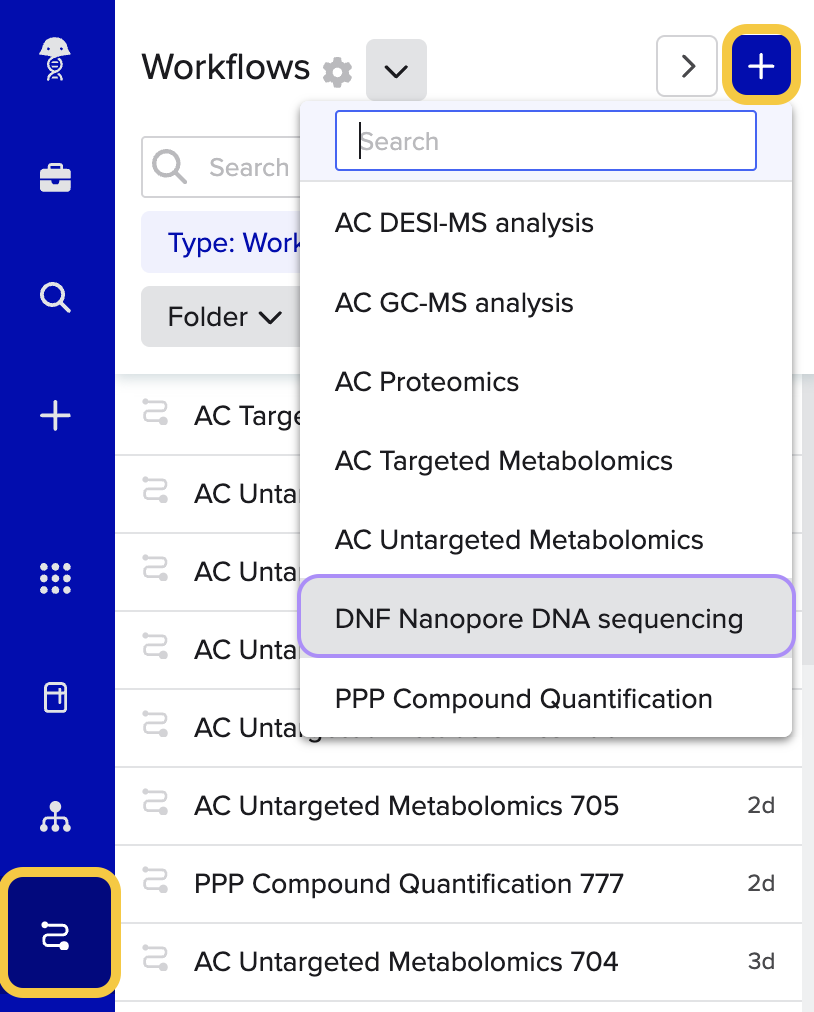 Workflows
Search
Search
Type: Work
Folder
AC DESI-MS analysis
AC GC-MS analysis
AC Proteomics
AC Targeted Metabolomics
AC Untargeted Metabolomics
DNF Nanopore DNA sequencing
PPP Compound Quantification
AC Targe
AC Unta
AC Unta
AC Unta
AC Untar
AC Untargeted Metabolomics 705 2d
PPP Compound Quantification 777 2d
AC Untargeted Metabolomics 704 3d